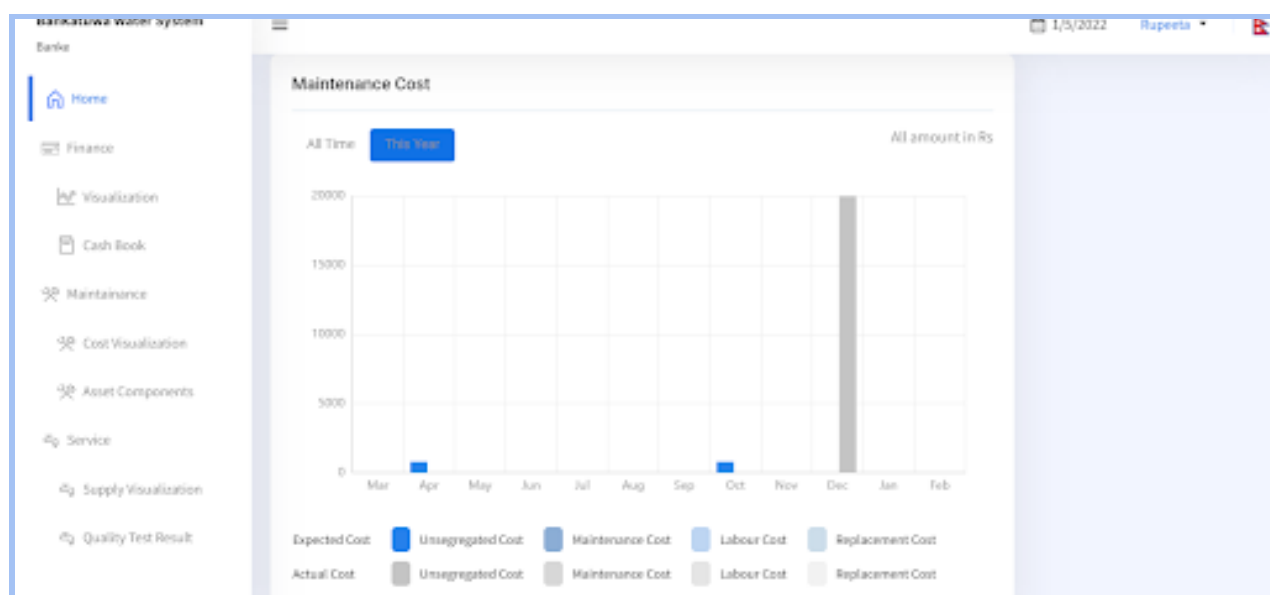 Bankatuwa Water System
Banke
Home
Finance
Visualization
Cash Book
Maintainance
Cost Visualization
Asset Components
Service
Supply Visualization
Quality Test Result
1/5/2022
Rupeeta
Maintenance Cost
All Time
This Year
All amount in Rs
20000
15000
10000
5000
0
Mar Apr May Jun Jul Aug Sep Oct Nov Dec Jan Feb
Expected Cost Unsegregated Cost Maintenance Cost Labour Cost Replacement Cost
Actual Cost Unsegregated Cost Maintenance Cost Labour Cost Replacement Cost